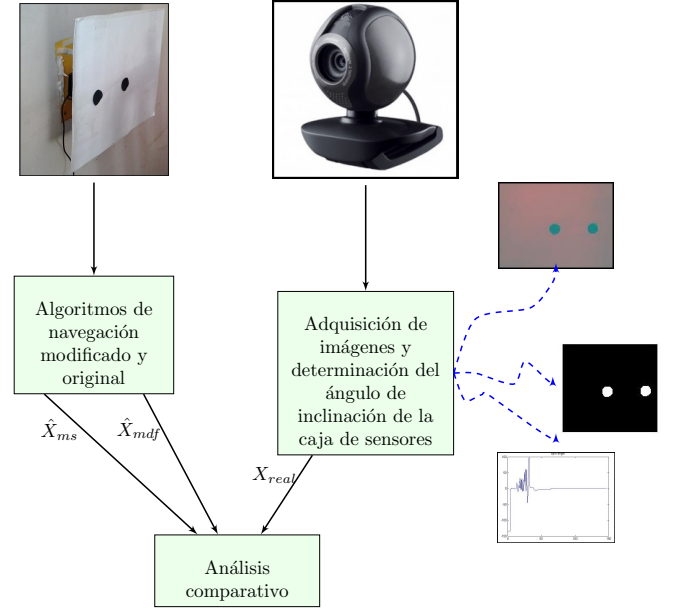 Algoritmos de
navegación
modificado y
original
Adquisición de
imágenes y
determinación del
ángulo de
inclinación de la
caja de sensores
X̂ms
X̂mdf
Xreal
Análisis
comparativo